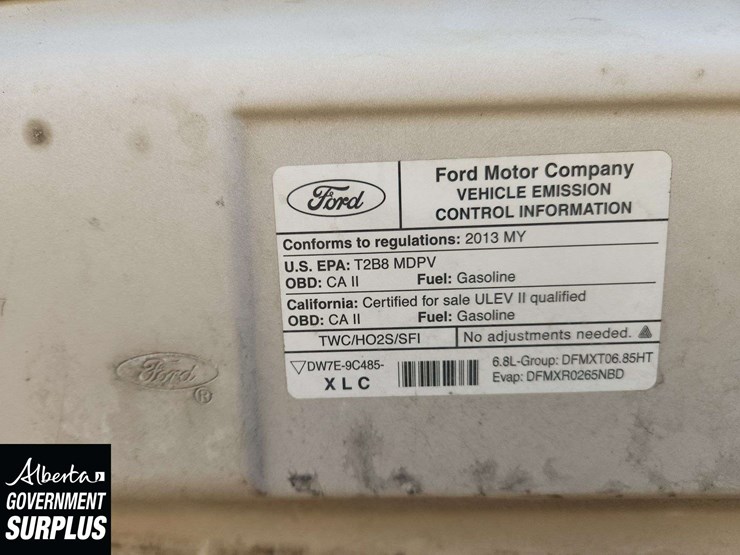 Ford
Ford Motor Company
VEHICLE EMISSION
CONTROL INFORMATION
Conforms to regulations: 2013 MY
U.S. EPA: T2B8 MDPV
OBD: CA II Fuel: Gasoline
California: Certified for sale ULEV II qualified
OBD: CA II Fuel: Gasoline
TWC/HO2S/SFI No adjustments needed.
DW7E-9C485-
X L C
6.8L-Group: DFMXT06.85HT
Evap: DFMXR0265NBD
Ford
®
Alberta
GOVERNMENT
SURPLUS